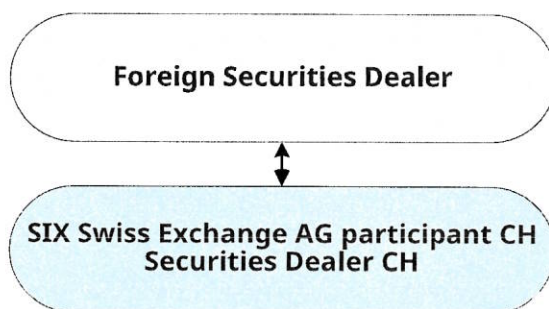 Foreign Securities Dealer
SIX Swiss Exchange AG participant CH
Securities Dealer CH